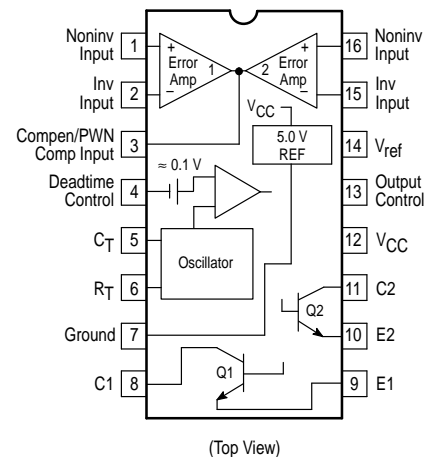 Noninv
Input
1
+
Error
Amp
1
–
Inv
Input
2
Compen/PWN
Comp Input
3
≈ 0.1 V
Deadtime
Control
4
CT
5
Oscillator
RT
6
Ground
7
C1
8
Q1
2
+
Error
Amp
–
16
Noninv
Input
15
Inv
Input
VCC
5.0 V
REF
14
Vref
13
Output
Control
12
VCC
11
C2
Q2
10
E2
9
E1
(Top View)